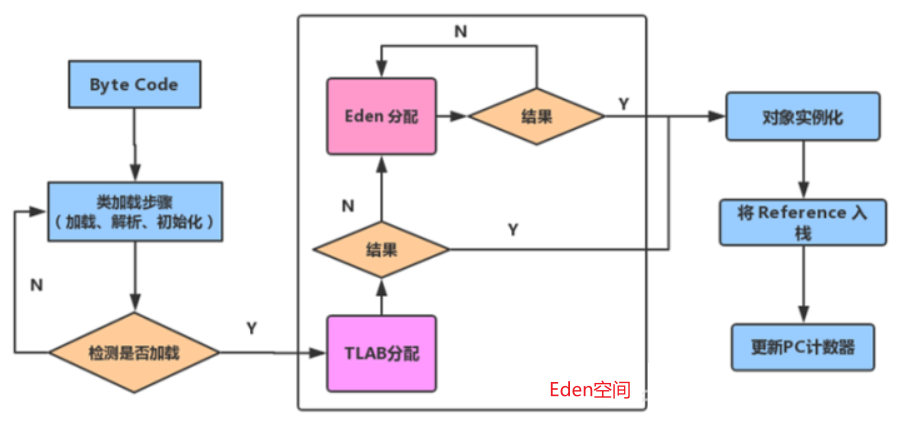 Byte Code
类加载步骤
（加载、解析、初始化）
N
检测是否加载
Y
TLAB分配
结果
N
Y
Eden 分配
结果
N
Y
Eden空间
对象实例化
将 Reference 入
栈
更新PC计数器